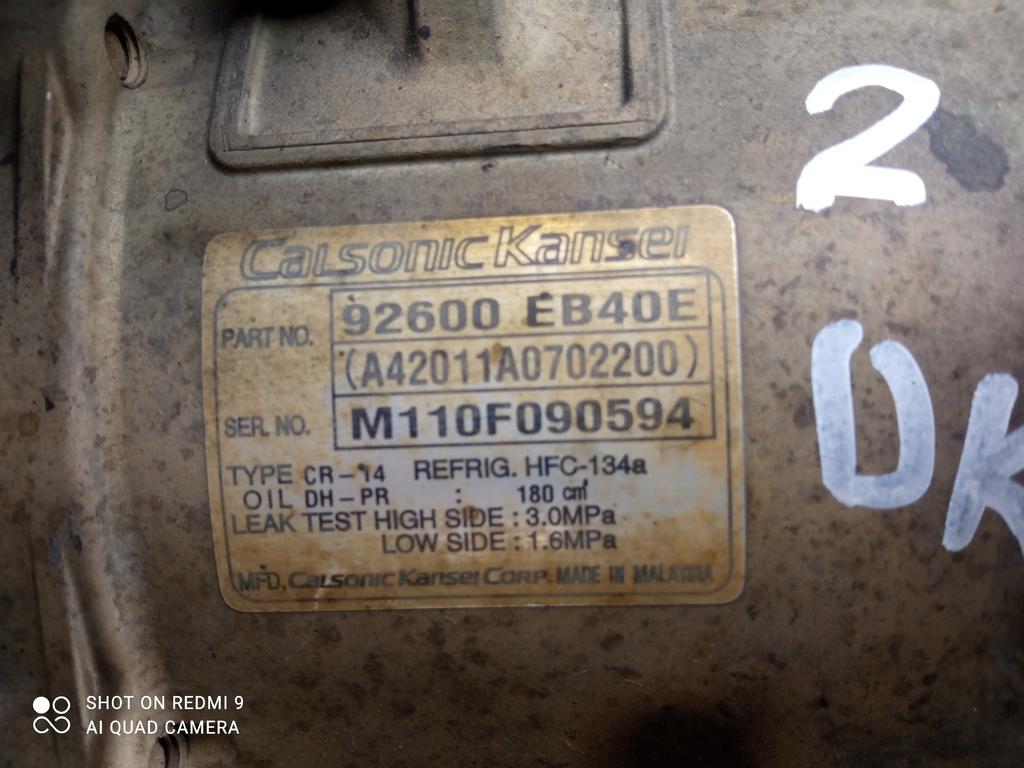 2
Calsonic Kansei
PART NO. 92600 EB40E
(A42011A0702200)
SER. NO. M110F090594
TYPE CR-14 REFRIG. HFC-134a
OIL DH-PR : 180 cm³
LEAK TEST HIGH SIDE : 3.0MPa
LOW SIDE : 1.6MPa
MFD. Calsonic Kansei Corp. MADE IN MALAYSIA
DK
SHOT ON REDMI 9
AI QUAD CAMERA